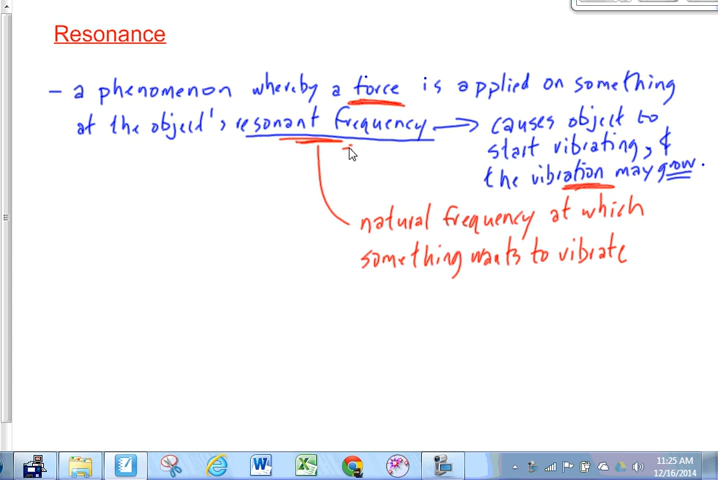 Resonance
- a phenomenon whereby a force is applied on something
at the object's resonant frequency → causes object to
start vibrating, &
the vibration may grow.
natural frequency at which
something wants to vibrate
11:25 AM
12/16/2014